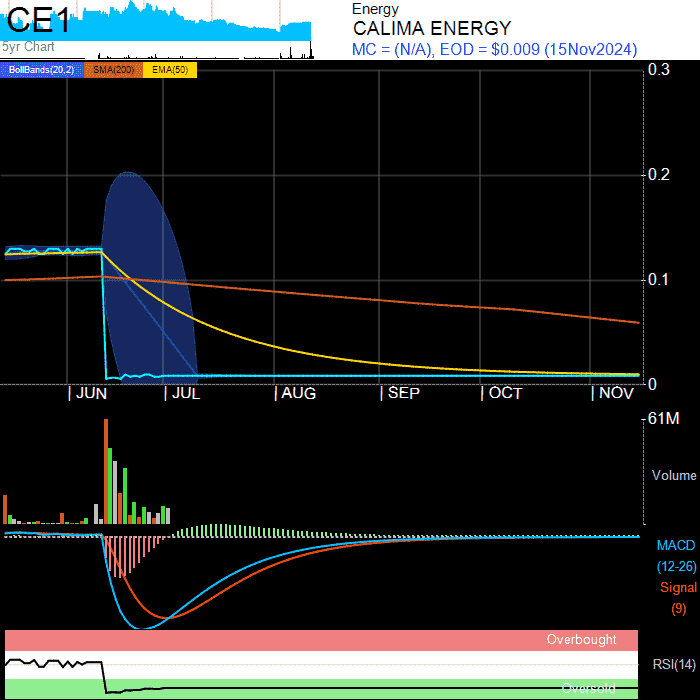 CE1
5yr Chart
Energy
CALIMA ENERGY
MC = (N/A), EOD = $0.009 (15Nov2024)
BollBands(20,2) SMA(200) EMA(50)
0.3
0.2
0.1
0
| JUN | JUL | AUG | SEP | OCT | NOV
61M
Volume
MACD
(12-26)
Signal
(9)
Overbought
RSI(14)
Oversold